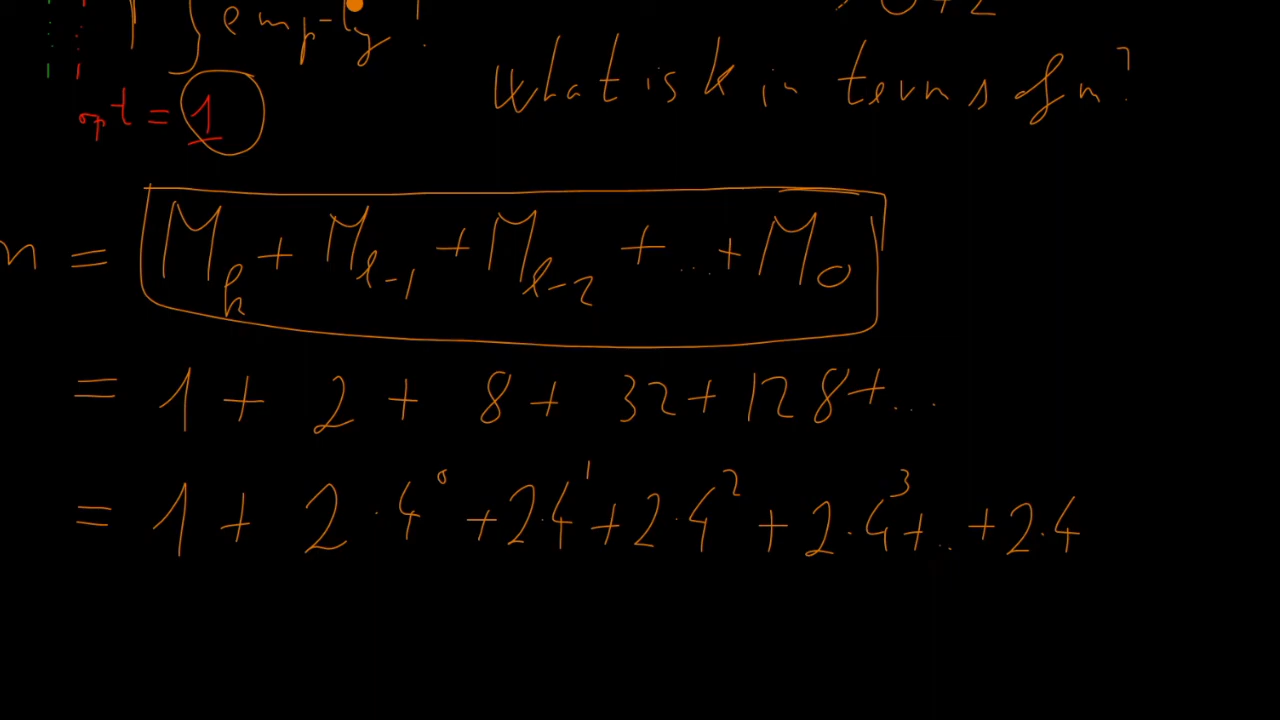 empty!
What is k in terms of m?
opt = 1
m = M_k + M_{l-1} + M_{l-2} + ... + M_0
= 1 + 2 + 8 + 32 + 128 + ...
= 1 + 2·4^0 + 2·4^1 + 2·4^2 + 2·4^3 + .. + 2·4